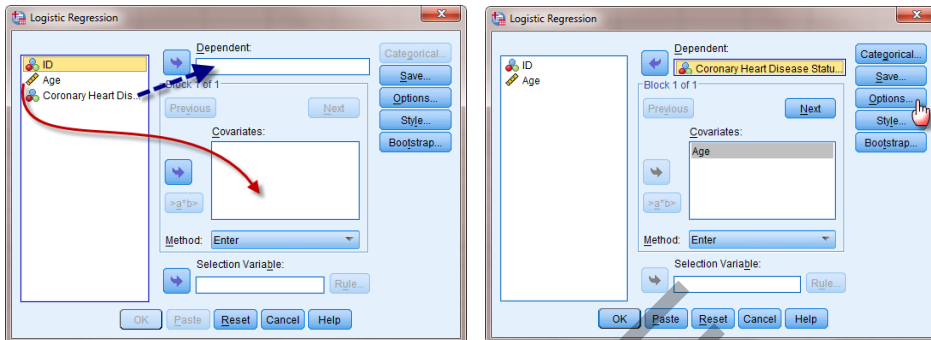 Logistic Regression
ID
Age
Coronary Heart Dis...
Dependent:
Block 1 of 1
Previous
Next
Covariates:
>a*b>
Method: Enter
Selection Variable:
Rule...
Categorical...
Save...
Options...
Style...
Bootstrap...
OK Paste Reset Cancel Help
Logistic Regression
ID
Age
Dependent:
Coronary Heart Disease Statu...
Block 1 of 1
Previous
Next
Covariates:
Age
>a*b>
Method: Enter
Selection Variable:
Rule...
Categorical...
Save...
Options...
Style...
Bootstrap...
OK Paste Reset Cancel Help